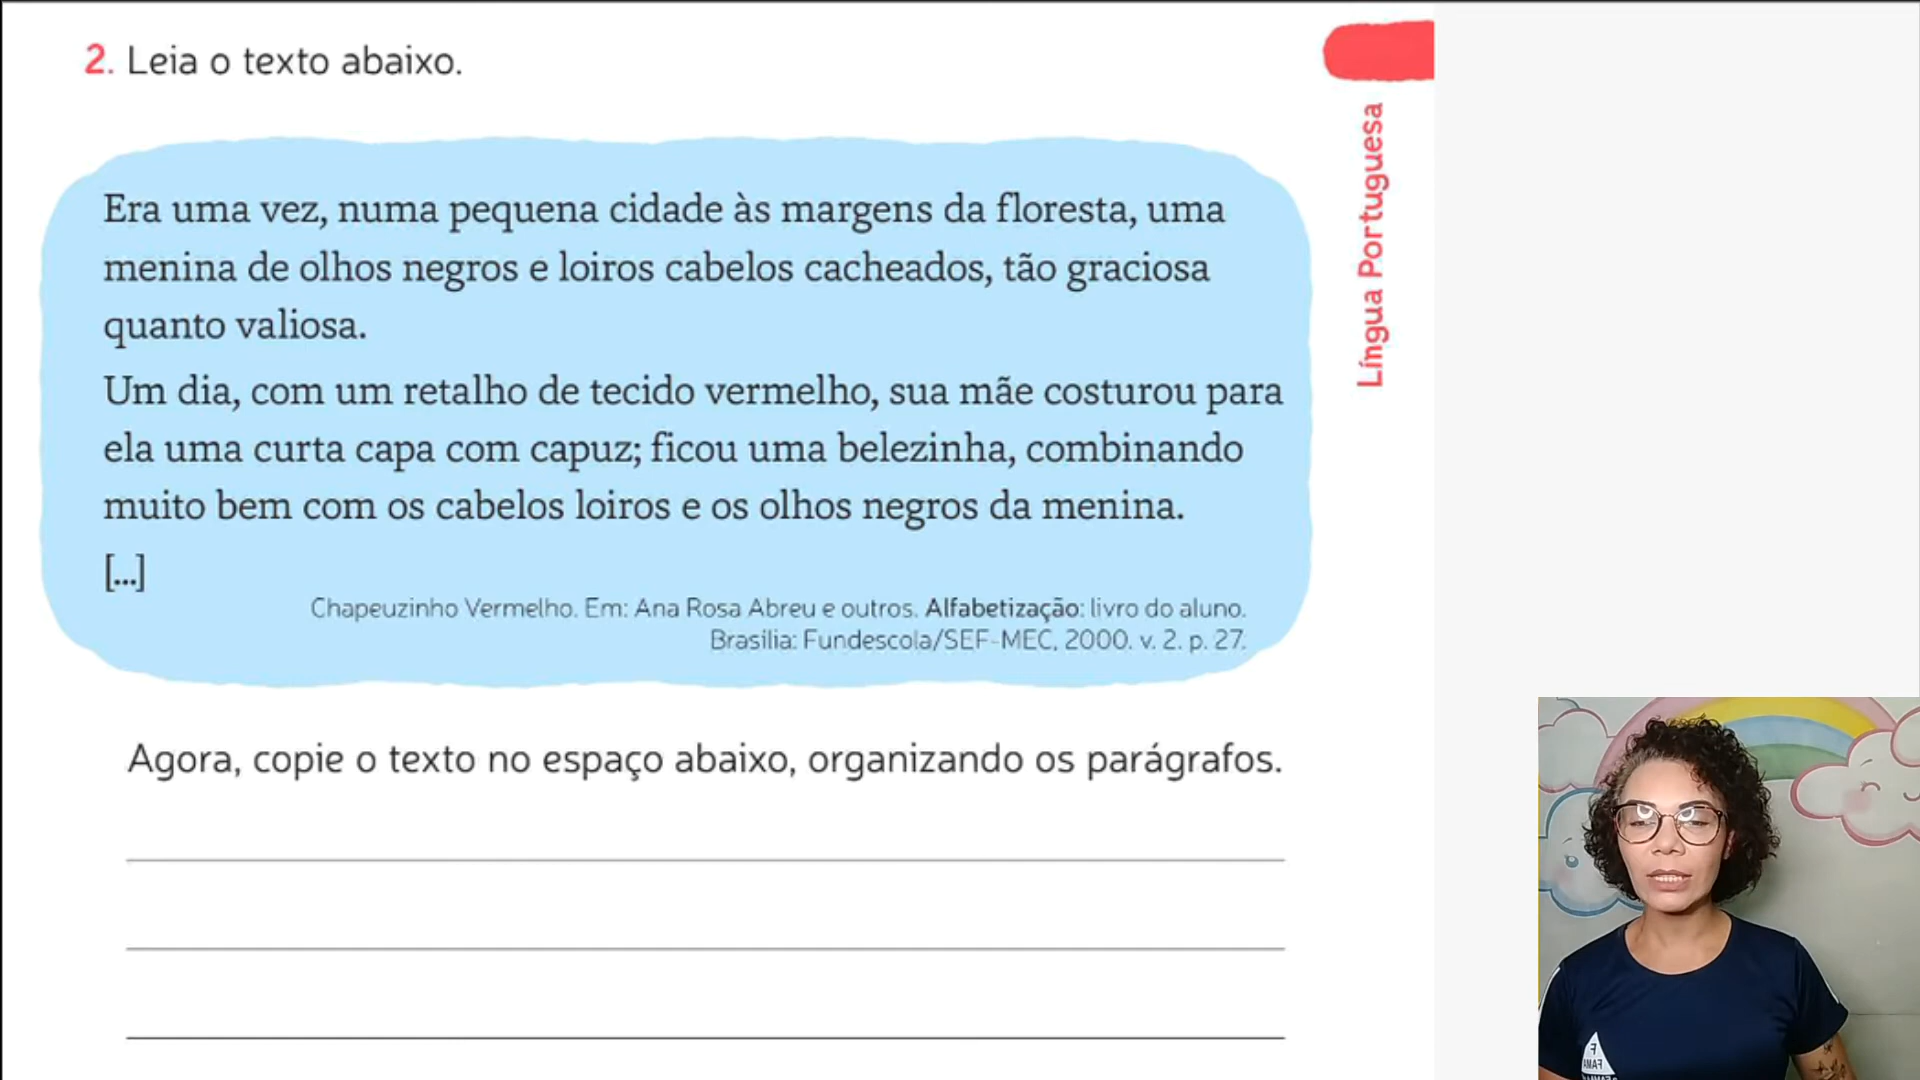 2. Leia o texto abaixo.
Era uma vez, numa pequena cidade às margens da floresta, uma
menina de olhos negros e loiros cabelos cacheados, tão graciosa
quanto valiosa.
Um dia, com um retalho de tecido vermelho, sua mãe costurou para
ela uma curta capa com capuz; ficou uma belezinha, combinando
muito bem com os cabelos loiros e os olhos negros da menina.
[...]
Chapeuzinho Vermelho. Em: Ana Rosa Abreu e outros. Alfabetização: livro do aluno.
Brasília: Fundescola/SEF-MEC, 2000. v. 2. p. 27.
Agora, copie o texto no espaço abaixo, organizando os parágrafos.
Língua Portuguesa